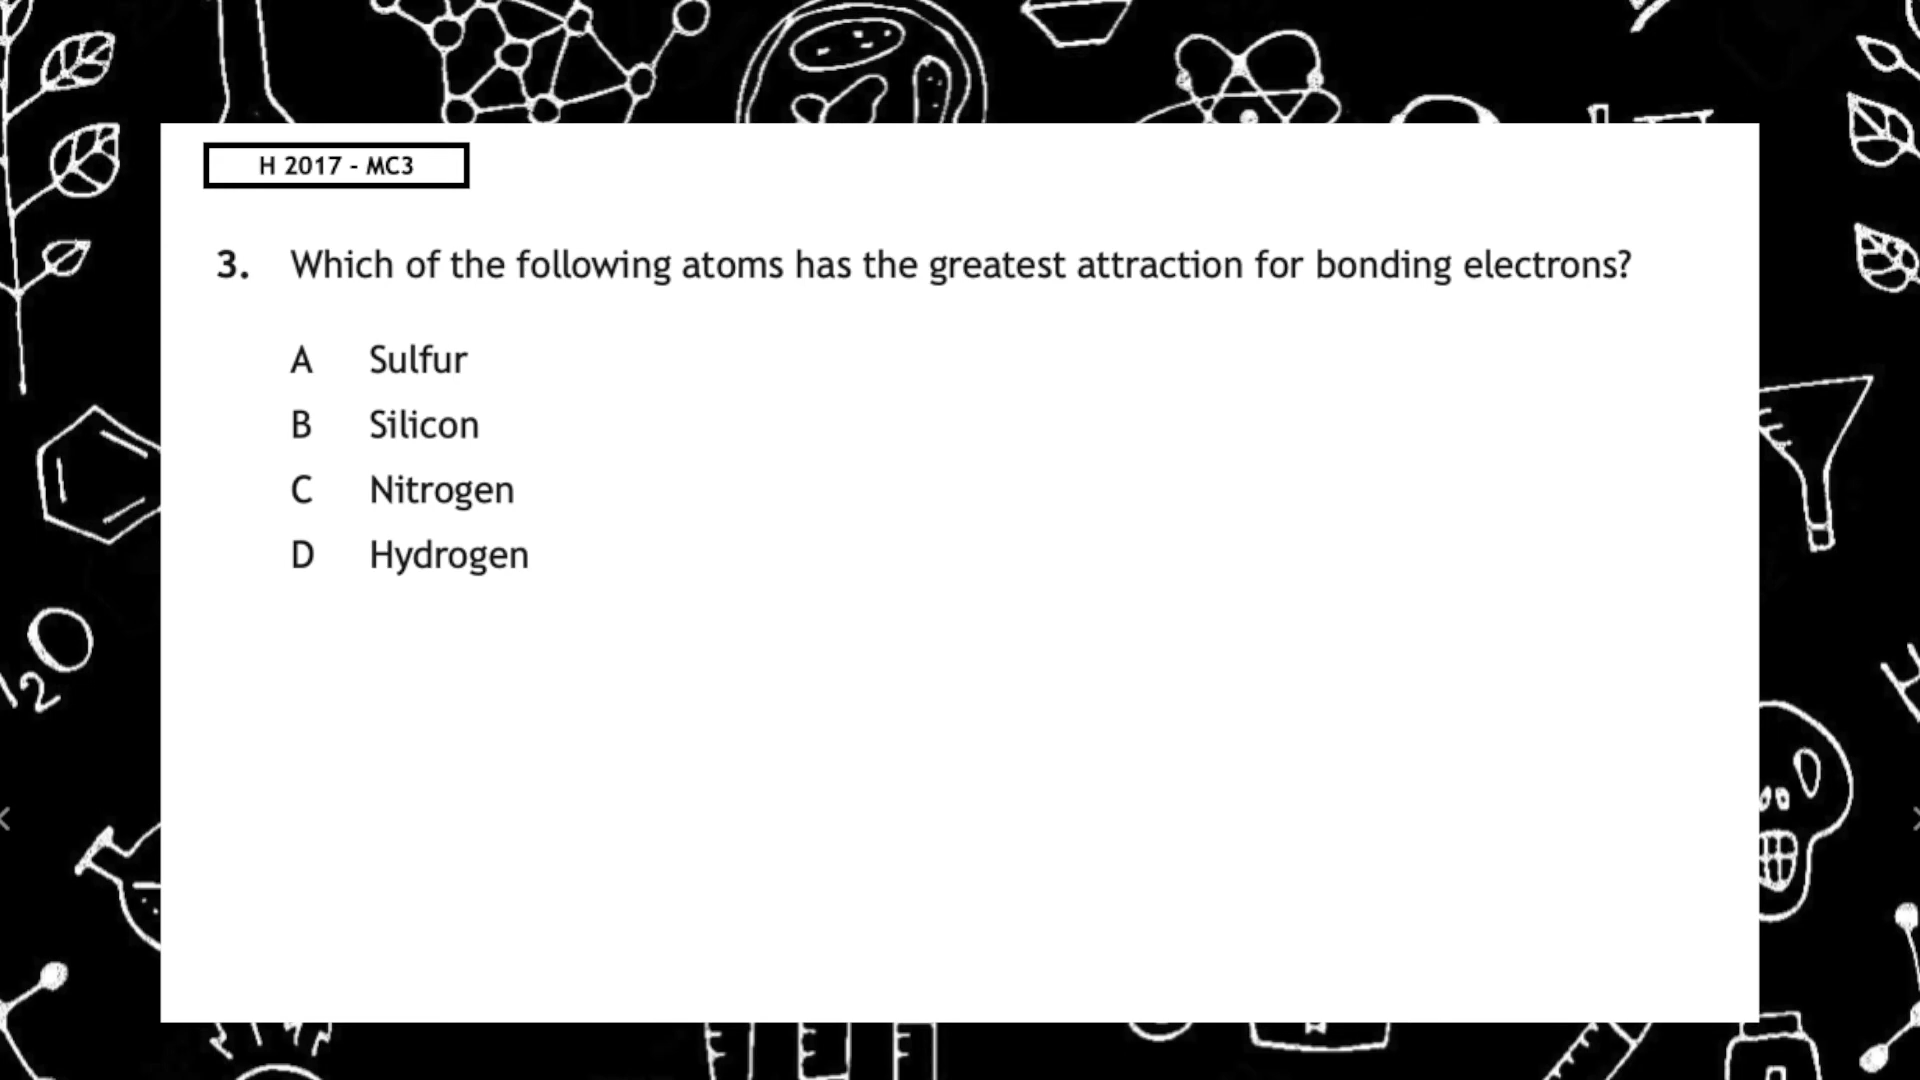 H 2017 - MC3
3. Which of the following atoms has the greatest attraction for bonding electrons?
A Sulfur
B Silicon
C Nitrogen
D Hydrogen
2O